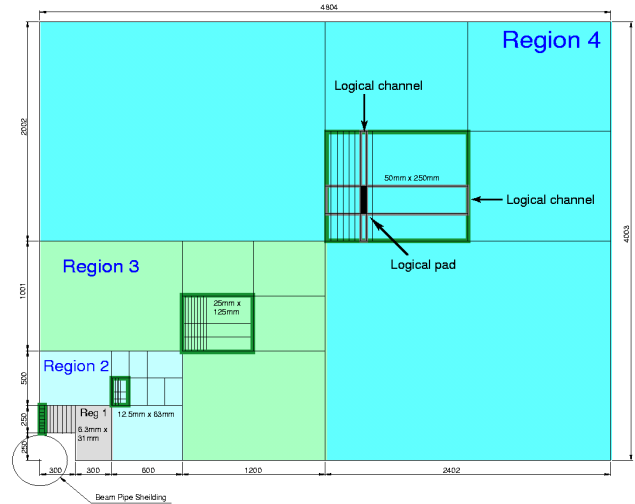 4804
Region 4
Logical channel
2002
50mm x 250mm
Logical channel
4003
Logical pad
Region 3
1001
25mm x
125mm
Region 2
500
Reg 1
12.5mm x 63mm
250
6.3mm x
31mm
250
300
300
600
1200
2402
Beam Pipe Sheilding